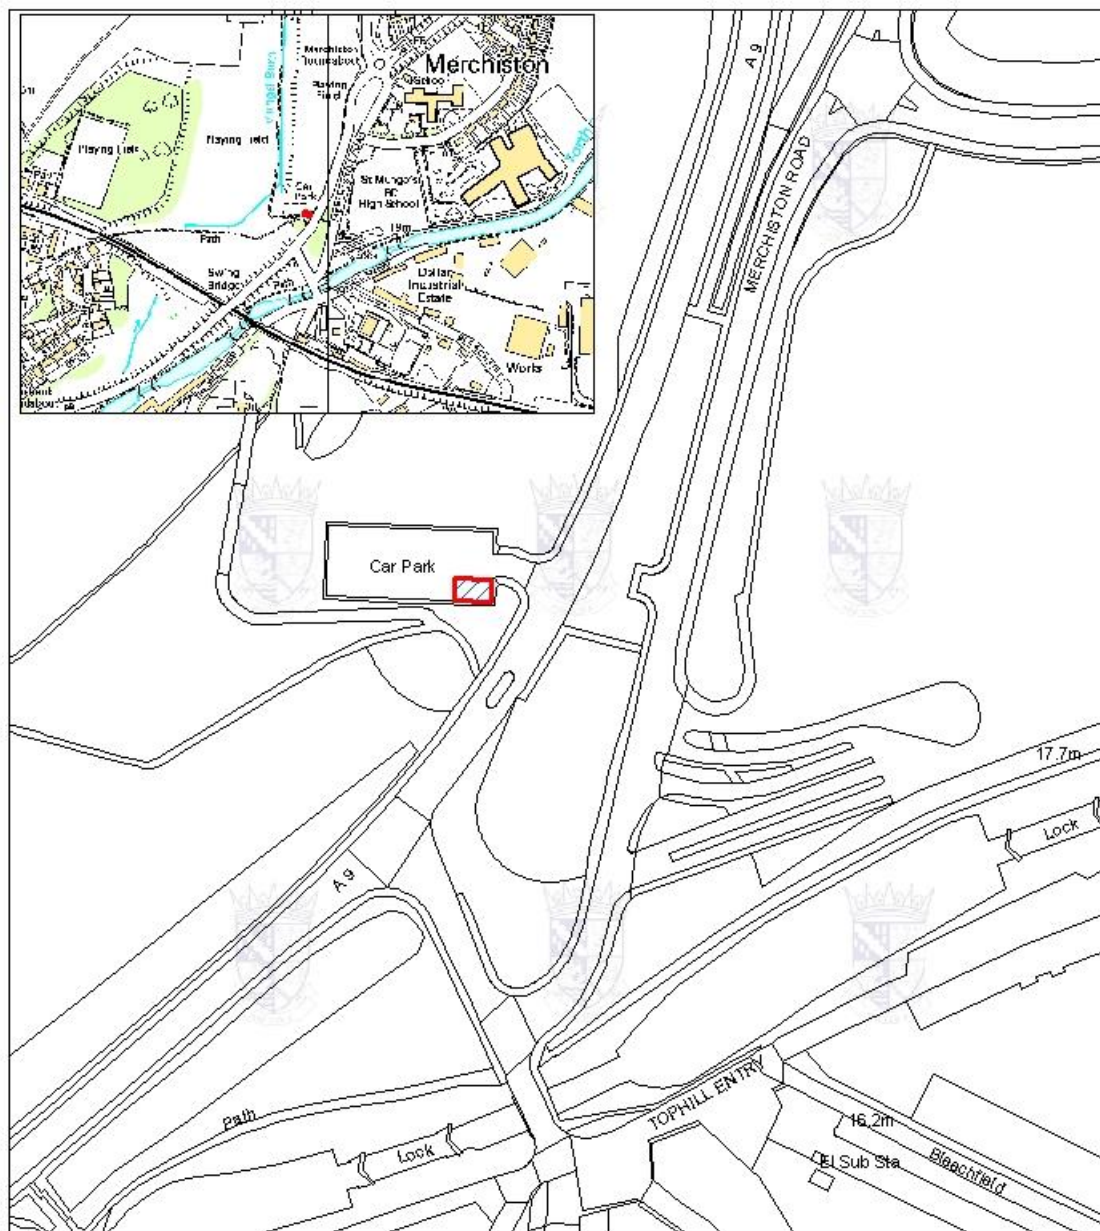 Merchiston
School
Playing
Field
Playing Field
Playing Field
St Mungo's
RC
High School
Car
Park
19m
Path
Swing
Bridge
Path
Dollar
Industrial
Estate
Works
A 9
MERCHISTON ROAD
Car Park
17.7m
Lock
A 9
Path
Lock
TOPHILL ENTRY
16.2m
El Sub Sta
Bleachfield